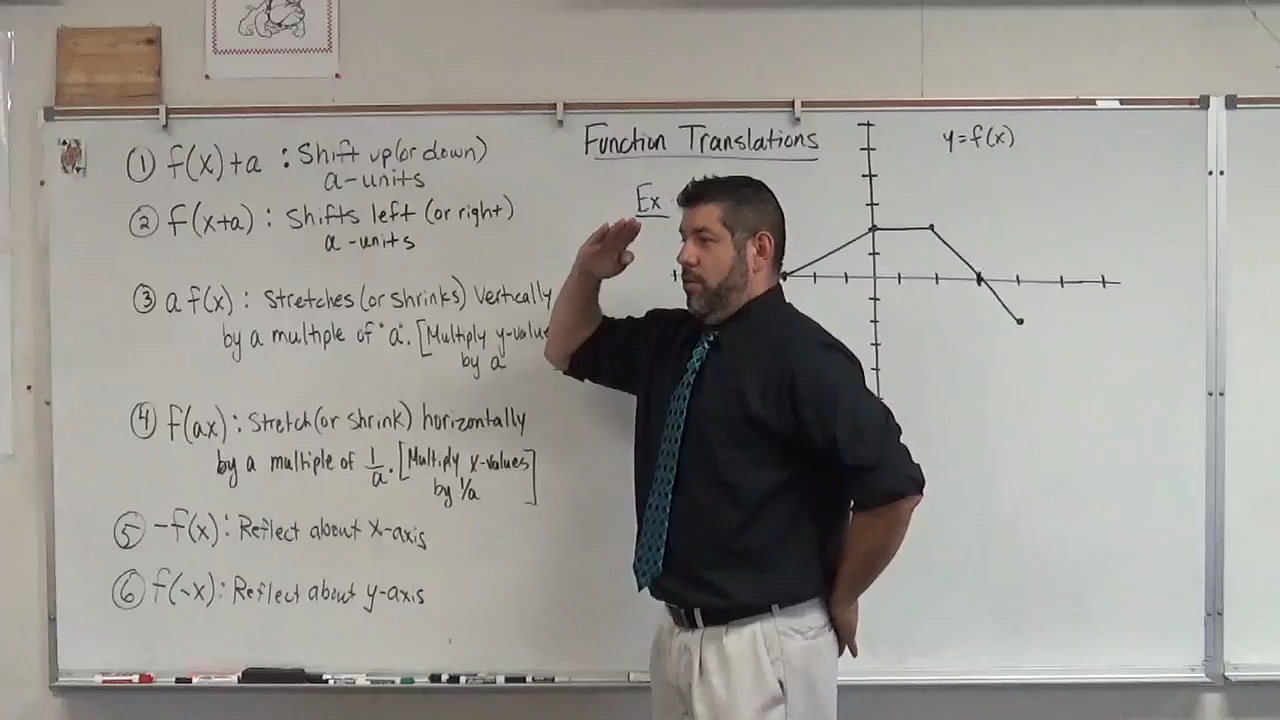 Function Translations
① f(x)+a : Shift up(or down)
a-units
② f(x+a) : Shifts left (or right)
a-units
③ a f(x) : Stretches (or shrinks) Vertically
by a multiple of "a". [Multiply y-value
by a
④ f(ax) : Stretch (or shrink) horizontally
by a multiple of 1/a. [Multiply x-values
by 1/a]
⑤ -f(x) : Reflect about x-axis
⑥ f(-x) : Reflect about y-axis
Ex
y=f(x)